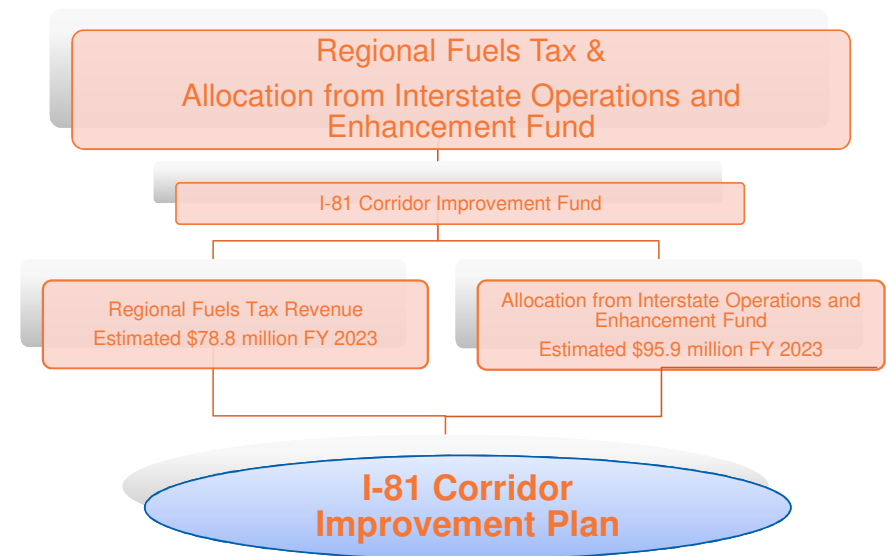 Regional Fuels Tax &
Allocation from Interstate Operations and
Enhancement Fund
I-81 Corridor Improvement Fund
Regional Fuels Tax Revenue
Estimated $78.8 million FY 2023
Allocation from Interstate Operations and
Enhancement Fund
Estimated $95.9 million FY 2023
I-81 Corridor
Improvement Plan